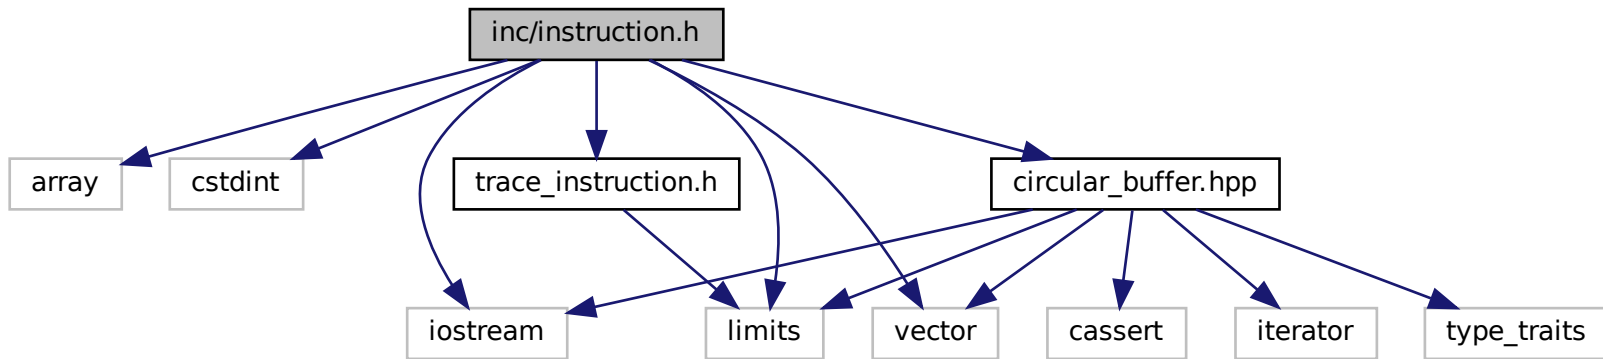 inc/instruction.h
array
cstdint
trace_instruction.h
circular_buffer.hpp
iostream
limits
vector
cassert
iterator
type_traits